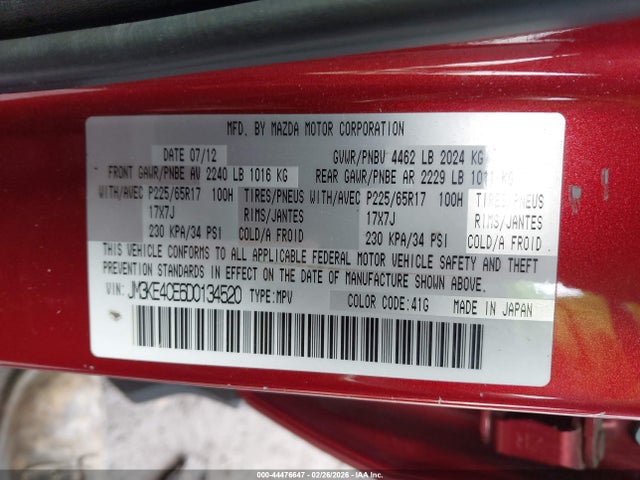 MFD. BY MAZDA MOTOR CORPORATION
DATE 07/12 GVWR/PNBV 4462 LB 2024 KG
FRONT GAWR/PNBE AV 2240 LB 1016 KG REAR GAWR/PNBE AR 2229 LB KG
WITH/AVEC P225/65R17 100H TIRES/PNEUS WITH/AVEC P225/65R17 100H TIRES/PNEUS
17X7J RIMS/JANTES 17X7J RIMS/JANTES
230 KPA/34 PSI COLD/A FROID 230 KPA/34 PSI COLD/A FROID
THIS VEHICLE CONFORMS TO ALL APPLICABLE FEDERAL MOTOR VEHICLE SAFETY AND THEFT
PREVENTION STANDARDS IN EFFECT ON THE DATE OF MANUFACTURE SHOWN ABOVE.
VIN: JM3KE4CE6D0134520 TYPE:MPV COLOR CODE:41G MADE IN JAPAN
000-44476647 - 02/26/2026 - IAA Inc.